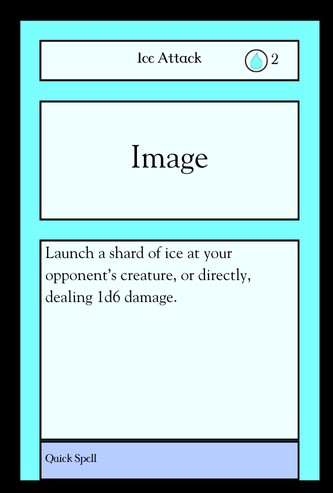 Ice Attack 2
Image
Launch a shard of ice at your
opponent's creature, or directly,
dealing 1d6 damage.
Quick Spell